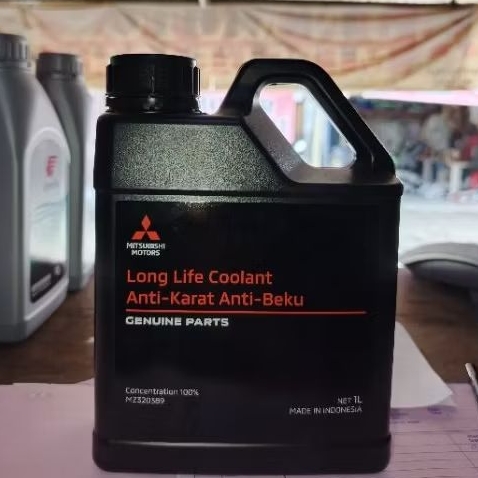 MITSUBISHI
MOTORS
Long Life Coolant
Anti-Karat Anti-Beku
GENUINE PARTS
Concentration 100%
MZ320389
NET 1L
MADE IN INDONESIA